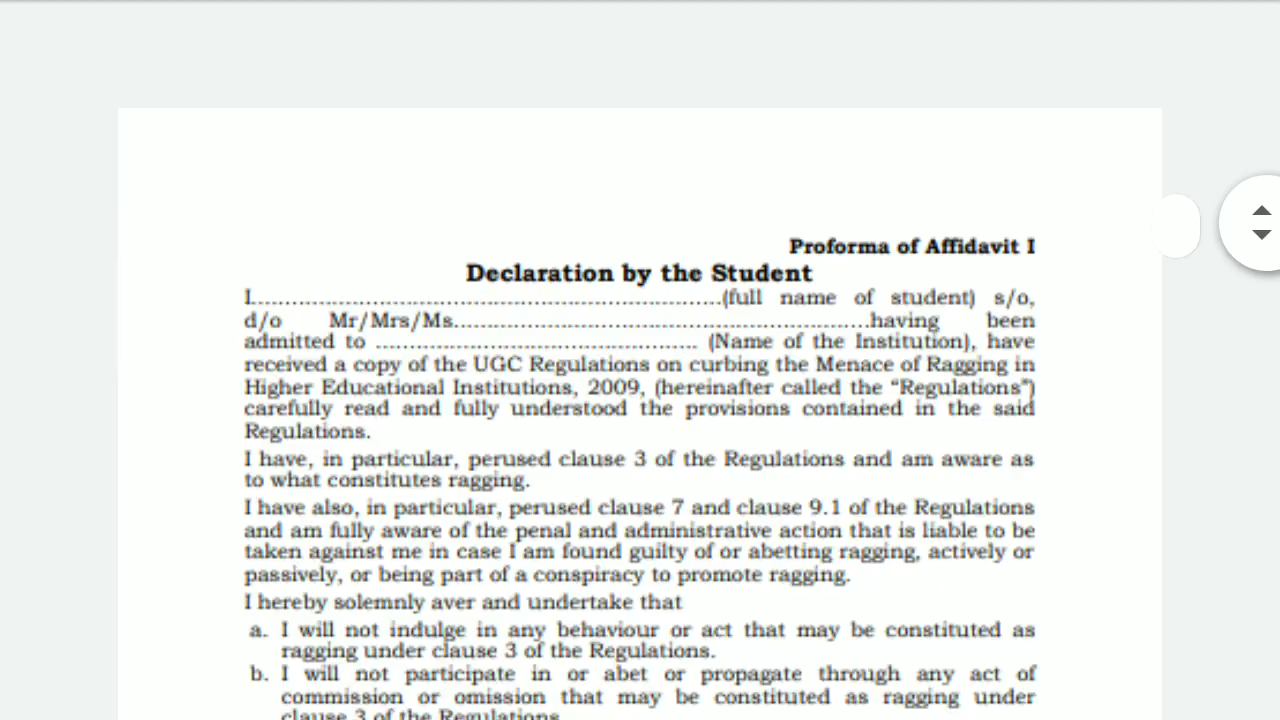 Proforma of Affidavit I
Declaration by the Student
I.......................................................................(full name of student) s/o,
d/o Mr/Mrs/Ms...............................................................having been
admitted to ................................................. (Name of the Institution), have
received a copy of the UGC Regulations on curbing the Menace of Ragging in
Higher Educational Institutions, 2009, (hereinafter called the “Regulations”)
carefully read and fully understood the provisions contained in the said
Regulations.
I have, in particular, perused clause 3 of the Regulations and am aware as
to what constitutes ragging.
I have also, in particular, perused clause 7 and clause 9.1 of the Regulations
and am fully aware of the penal and administrative action that is liable to be
taken against me in case I am found guilty of or abetting ragging, actively or
passively, or being part of a conspiracy to promote ragging.
I hereby solemnly aver and undertake that
a. I will not indulge in any behaviour or act that may be constituted as
ragging under clause 3 of the Regulations.
b. I will not participate in or abet or propagate through any act of
commission or omission that may be constituted as ragging under
clause 3 of the Regulations.